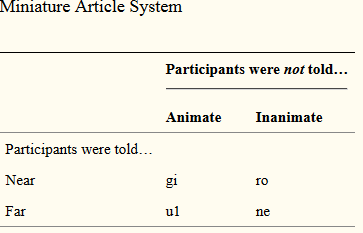 Miniature Article System
Participants were not told…
Animate Inanimate
Participants were told…
Near gi ro
Far ul ne